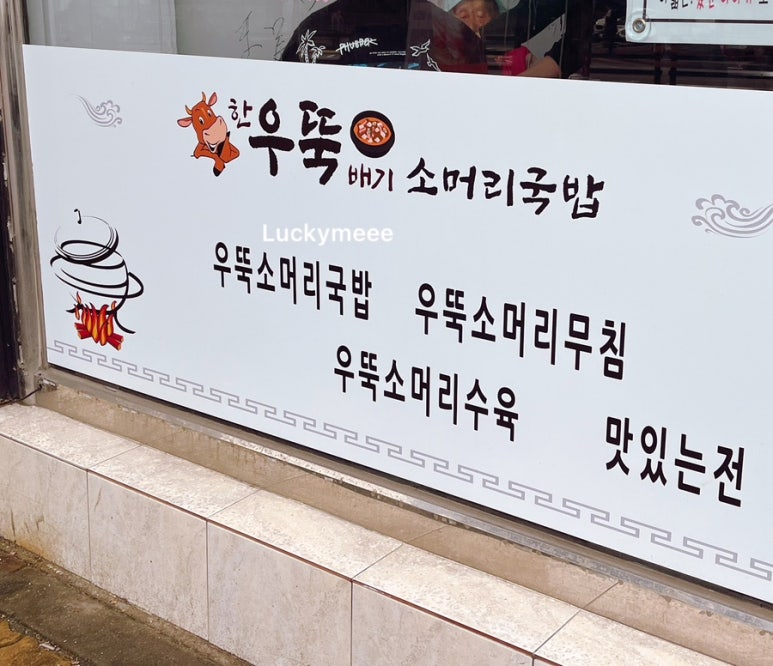 PHUBBER
한우뚝배기 소머리국밥
Luckymeee
우뚝소머리국밥 우뚝소머리무침
우뚝소머리수육 맛있는전